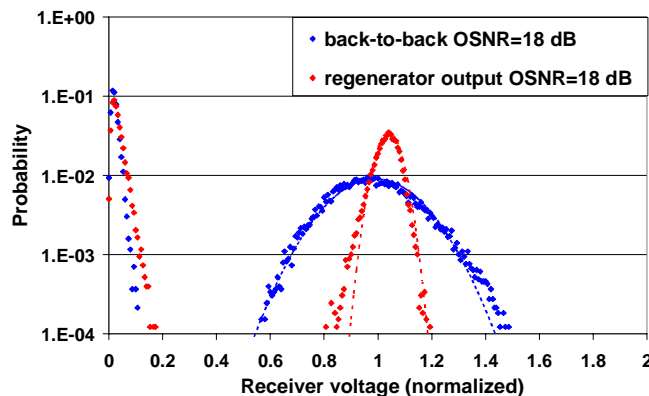 1.E+00
1.E-01
1.E-02
1.E-03
1.E-04
Probability
back-to-back OSNR=18 dB
regenerator output OSNR=18 dB
0 0.2 0.4 0.6 0.8 1 1.2 1.4 1.6 1.8 2
Receiver voltage (normalized)